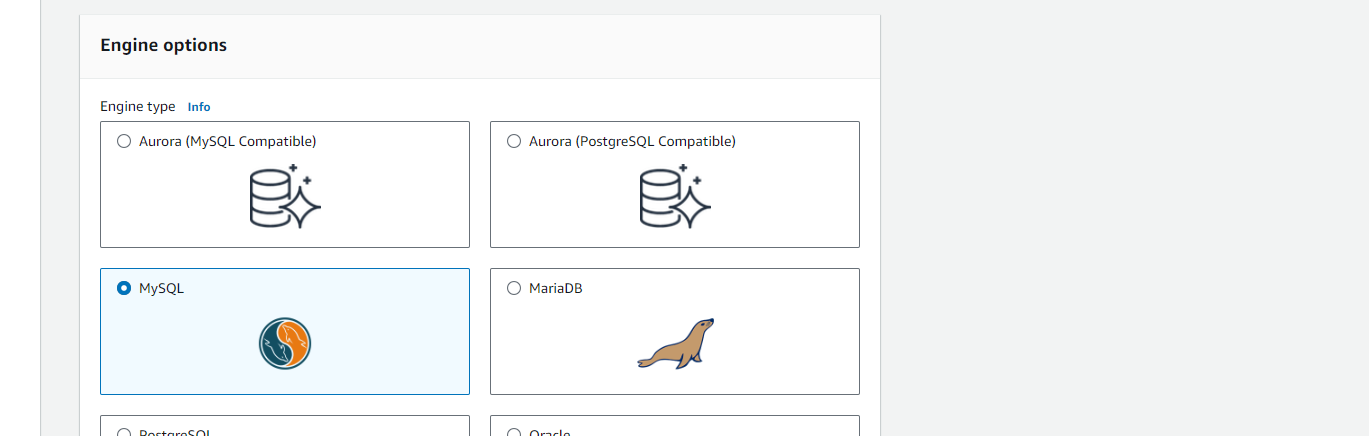 Engine options
Engine type Info
Aurora (MySQL Compatible)
Aurora (PostgreSQL Compatible)
MySQL
MariaDB
PostgreSQL
Oracle